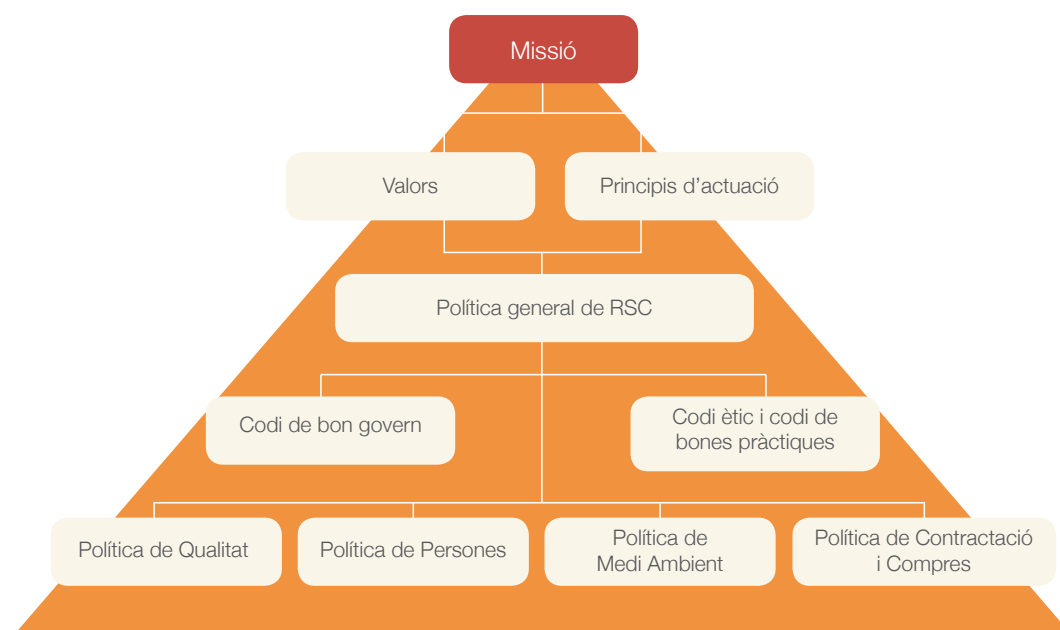 Missió
Valors
Principis d’actuació
Política general de RSC
Codi de bon govern
Codi ètic i codi de
bones pràctiques
Política de Qualitat
Política de Persones
Política de
Medi Ambient
Política de Contractació
i Compres